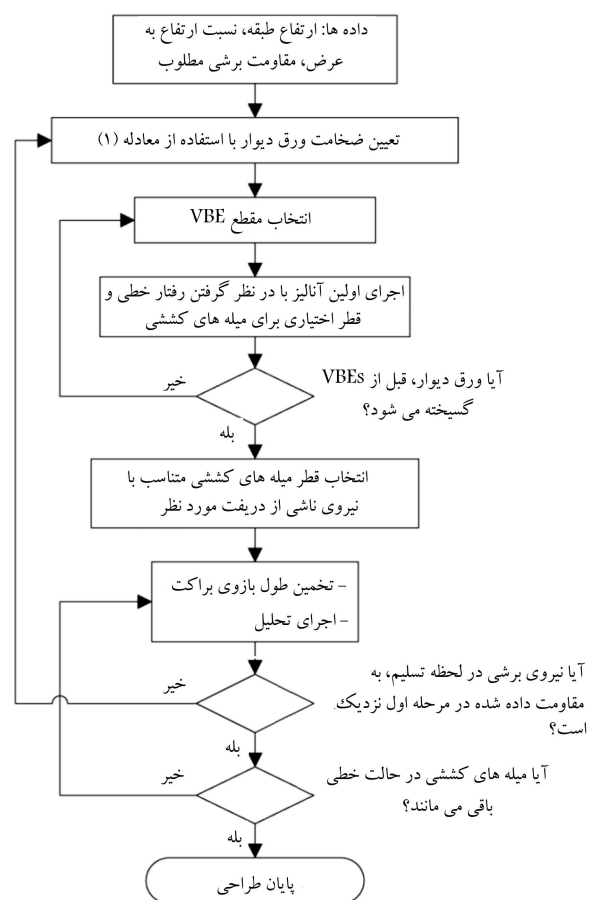 داده ها: ارتفاع طبقه، نسبت ارتفاع به
عرض، مقاومت برشی مطلوب
تعیین ضخامت ورق دیوار با استفاده از معادله (۱)
انتخاب مقطع VBE
اجرای اولین آنالیز با در نظر گرفتن رفتار خطی و
قطر اختیاری برای میله های کششی
آیا ورق دیوار، قبل از VBEs
گسیخته می شود؟
خیر
بله
انتخاب قطر میله های کششی متناسب با
نیروی ناشی از دریفت مورد نظر
- تخمین طول بازوی براکت
- اجرای تحلیل
آیا نیروی برشی در لحظه تسلیم، به
مقاومت داده شده در مرحله اول نزدیک
است؟
خیر
بله
آیا میله های کششی در حالت خطی
باقی می مانند؟
خیر
بله
پایان طراحی